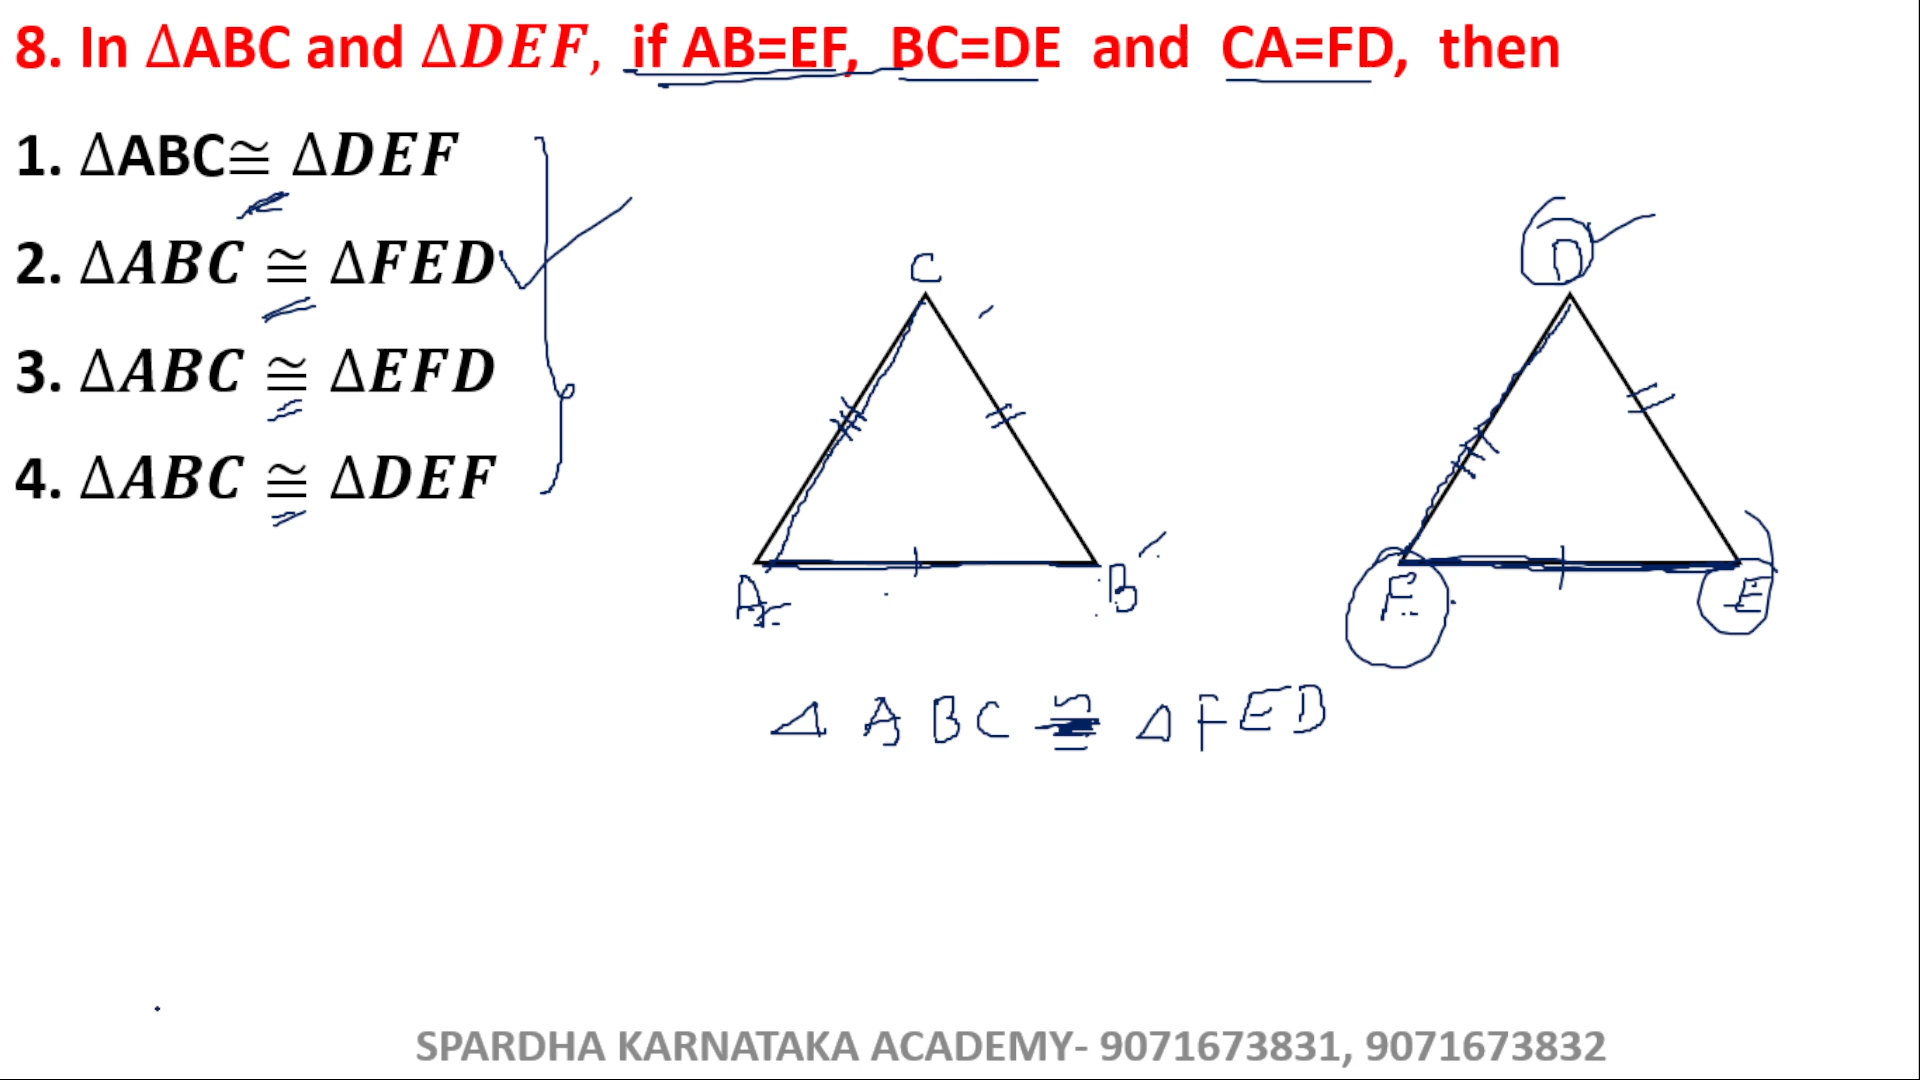 8. In ΔABC and ΔDEF, if AB=EF, BC=DE and CA=FD, then
1. ΔABC≅ ΔDEF
2. ΔABC ≅ ΔFED
3. ΔABC ≅ ΔEFD
4. ΔABC ≅ ΔDEF
C
D
A
B
F
E
Δ ABC ≅ Δ FED
SPARDHA KARNATAKA ACADEMY- 9071673831, 9071673832